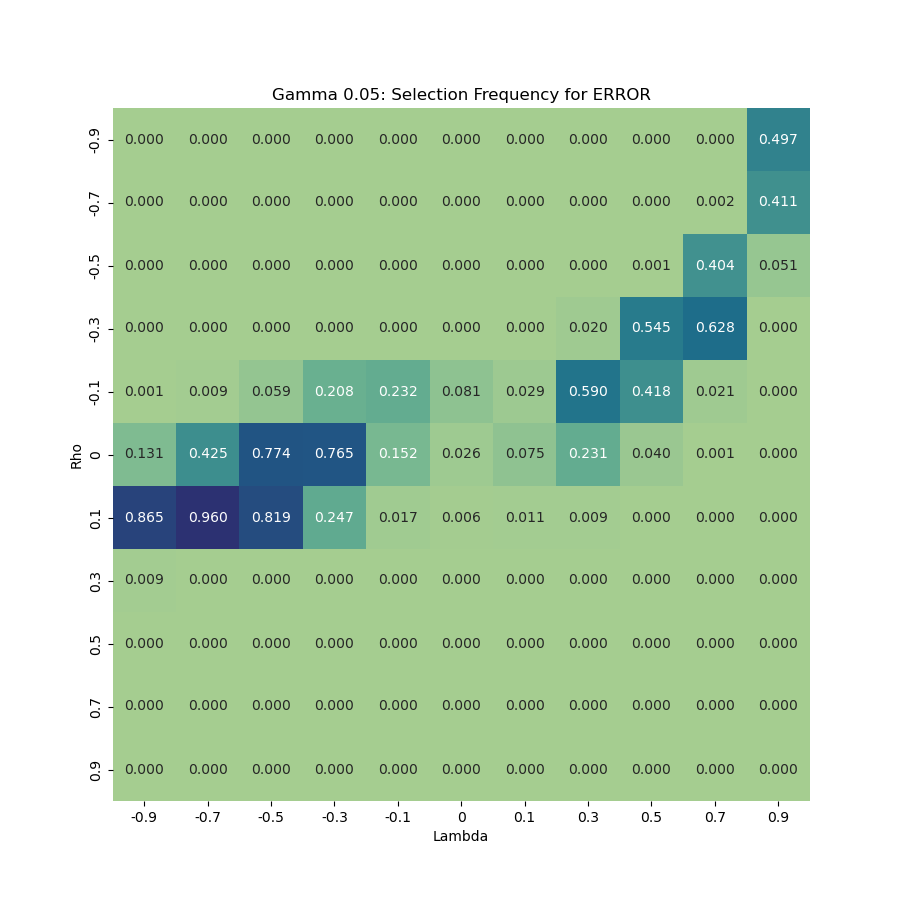 Gamma 0.05: Selection Frequency for ERROR
-0.9 0.000 0.000 0.000 0.000 0.000 0.000 0.000 0.000 0.000 0.000 0.497
-0.7 0.000 0.000 0.000 0.000 0.000 0.000 0.000 0.000 0.000 0.002 0.411
-0.5 0.000 0.000 0.000 0.000 0.000 0.000 0.000 0.000 0.001 0.404 0.051
-0.3 0.000 0.000 0.000 0.000 0.000 0.000 0.000 0.020 0.545 0.628 0.000
-0.1 0.001 0.009 0.059 0.208 0.232 0.081 0.029 0.590 0.418 0.021 0.000
Rho
0 0.131 0.425 0.774 0.765 0.152 0.026 0.075 0.231 0.040 0.001 0.000
0.1 0.865 0.960 0.819 0.247 0.017 0.006 0.011 0.009 0.000 0.000 0.000
0.3 0.009 0.000 0.000 0.000 0.000 0.000 0.000 0.000 0.000 0.000 0.000
0.5 0.000 0.000 0.000 0.000 0.000 0.000 0.000 0.000 0.000 0.000 0.000
0.7 0.000 0.000 0.000 0.000 0.000 0.000 0.000 0.000 0.000 0.000 0.000
0.9 0.000 0.000 0.000 0.000 0.000 0.000 0.000 0.000 0.000 0.000 0.000
-0.9 -0.7 -0.5 -0.3 -0.1 0 0.1 0.3 0.5 0.7 0.9
Lambda